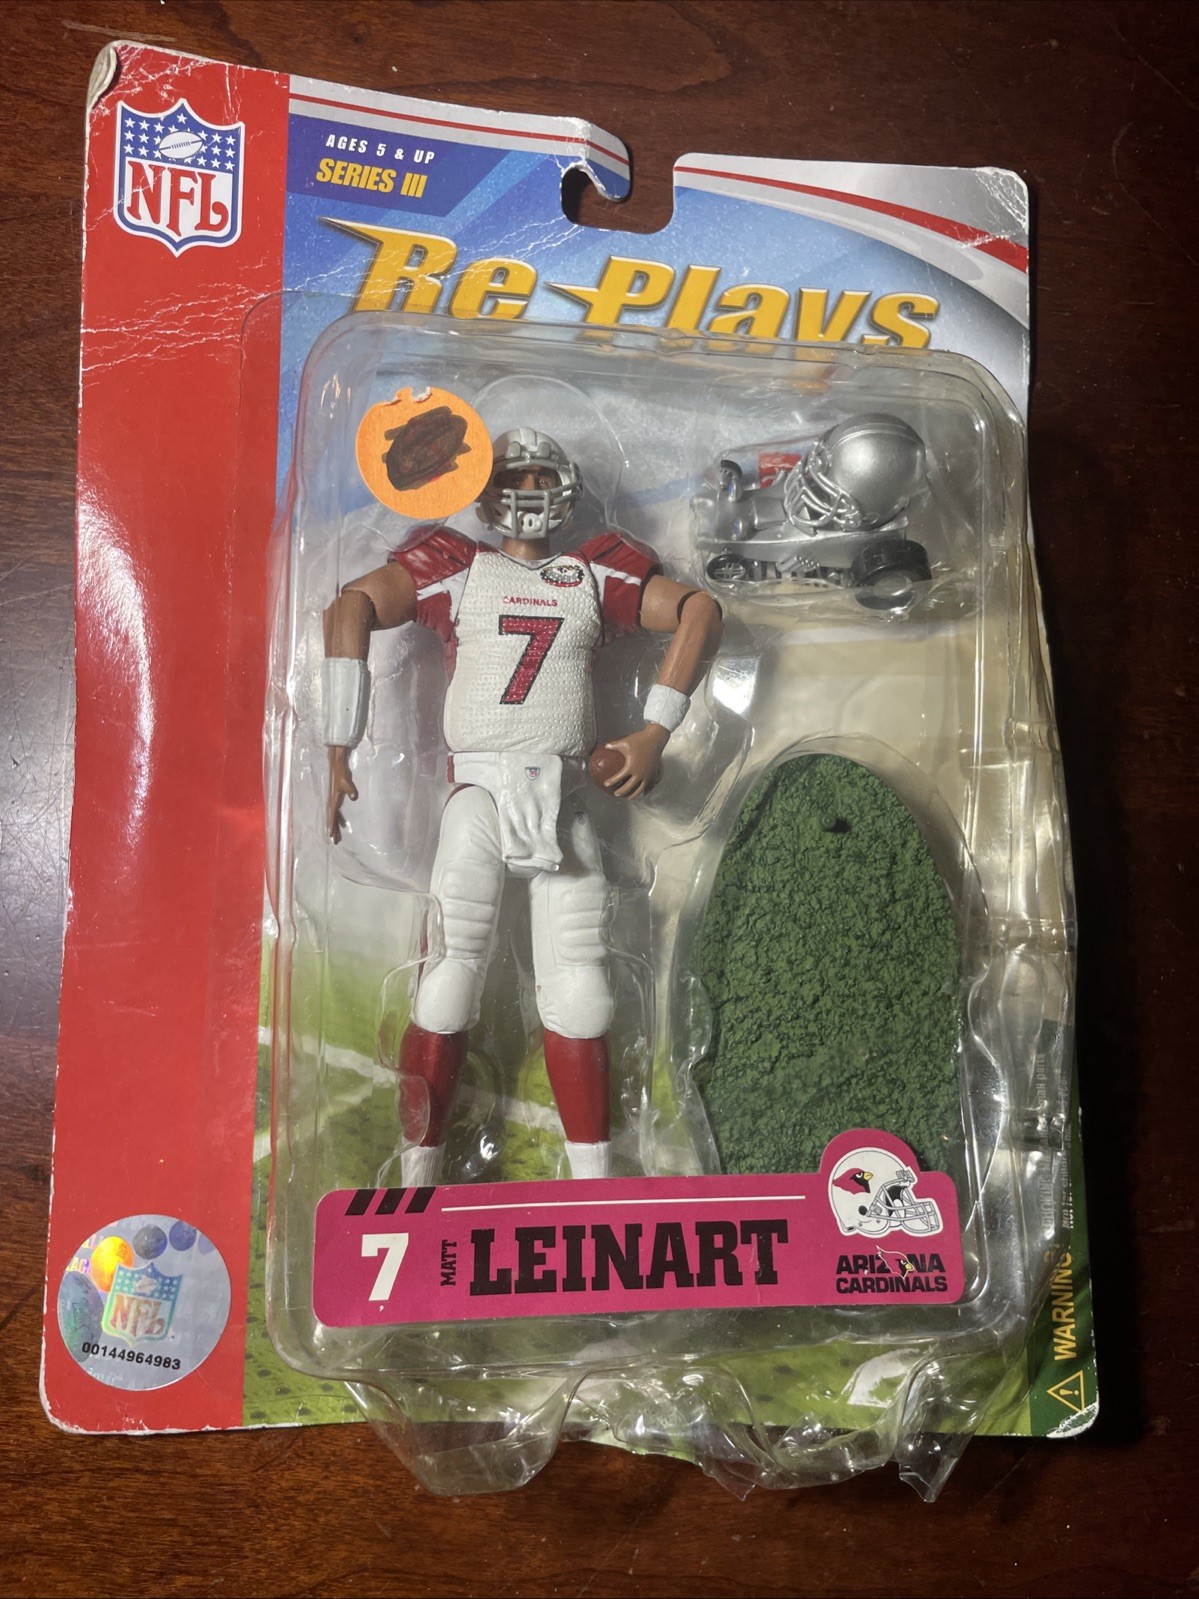 NFL
AGES 5 & UP
SERIES III
Re-Plays
CARDINALS
7
7
MATT
LEINART
ARIZONA
CARDINALS
NFL
00144964983
WARNING